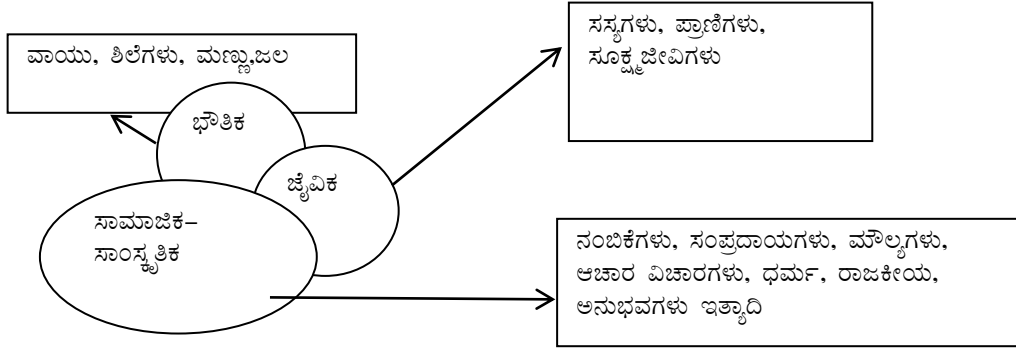 ಸಸ್ಯಗಳು, ಪ್ರಾಣಿಗಳು,
ಸೂಕ್ಷ್ಮಜೀವಿಗಳು
ವಾಯು, ಶಿಲೆಗಳು, ಮಣ್ಣು,ಜಲ
ಭೌತಿಕ
ಜೈವಿಕ
ಸಾಮಾಜಿಕ–
ಸಾಂಸ್ಕೃತಿಕ
ನಂಬಿಕೆಗಳು, ಸಂಪ್ರದಾಯಗಳು, ಮೌಲ್ಯಗಳು,
ಆಚಾರ ವಿಚಾರಗಳು, ಧರ್ಮ, ರಾಜಕೀಯ,
ಅನುಭವಗಳು ಇತ್ಯಾದಿ